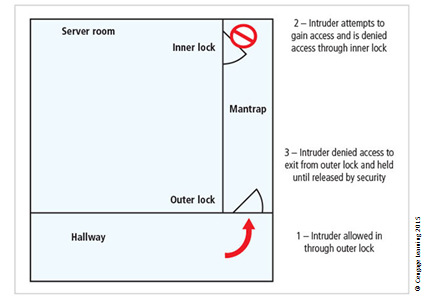 Server room
Inner lock
2 – Intruder attempts to
gain access and is denied
access through inner lock
Mantrap
3 – Intruder denied access to
exit from outer lock and held
until released by security
Outer lock
Hallway
1 – Intruder allowed in
through outer lock
© Cengage Learning 2015